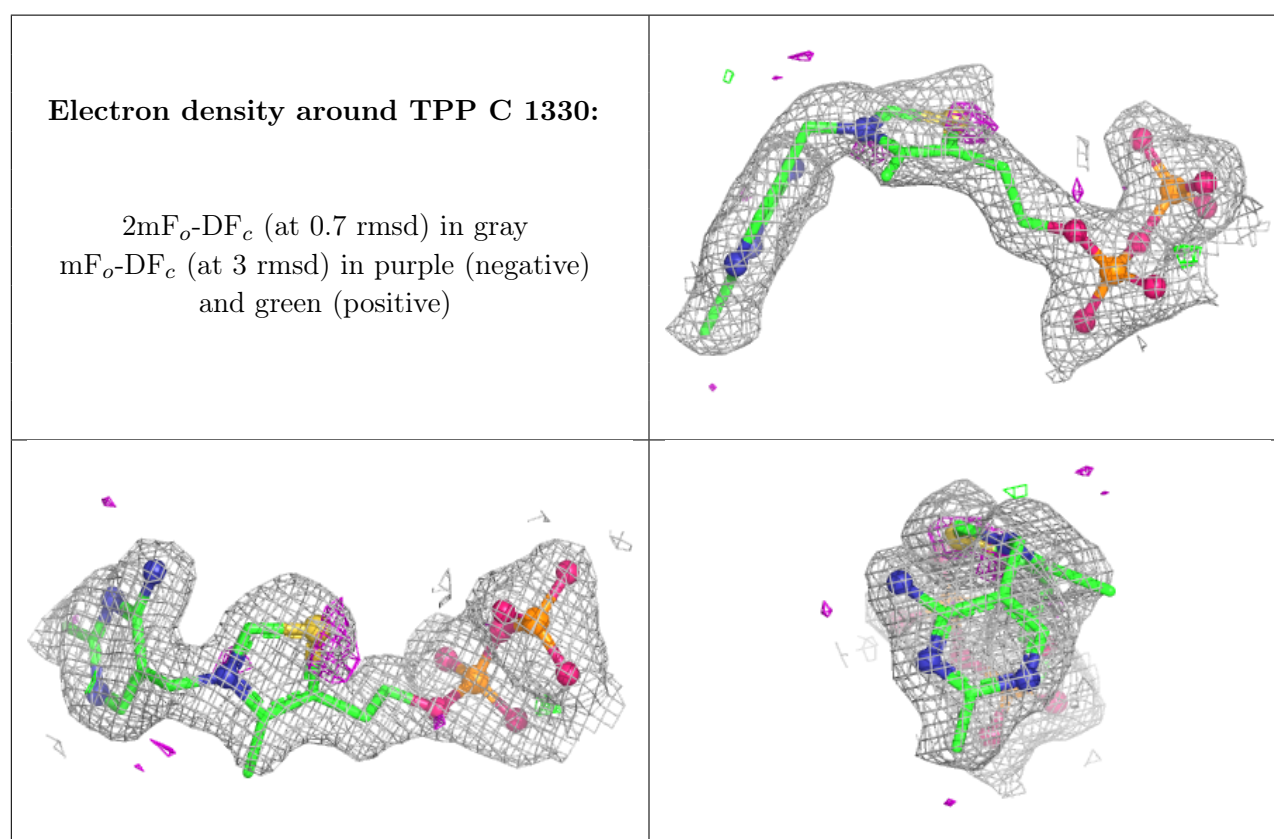 Electron density around TPP C 1330:
2mFₒ-DF𝒸 (at 0.7 rmsd) in gray
mFₒ-DF𝒸 (at 3 rmsd) in purple (negative)
and green (positive)